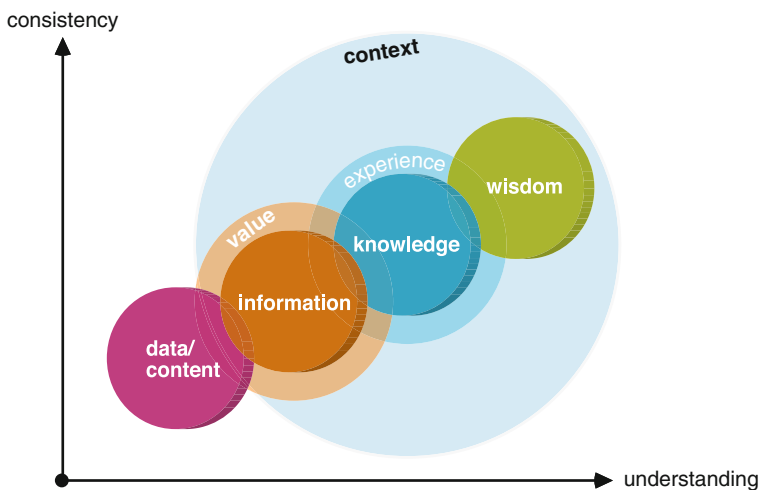 consistency
context
experience
wisdom
value
knowledge
information
data/
content
understanding